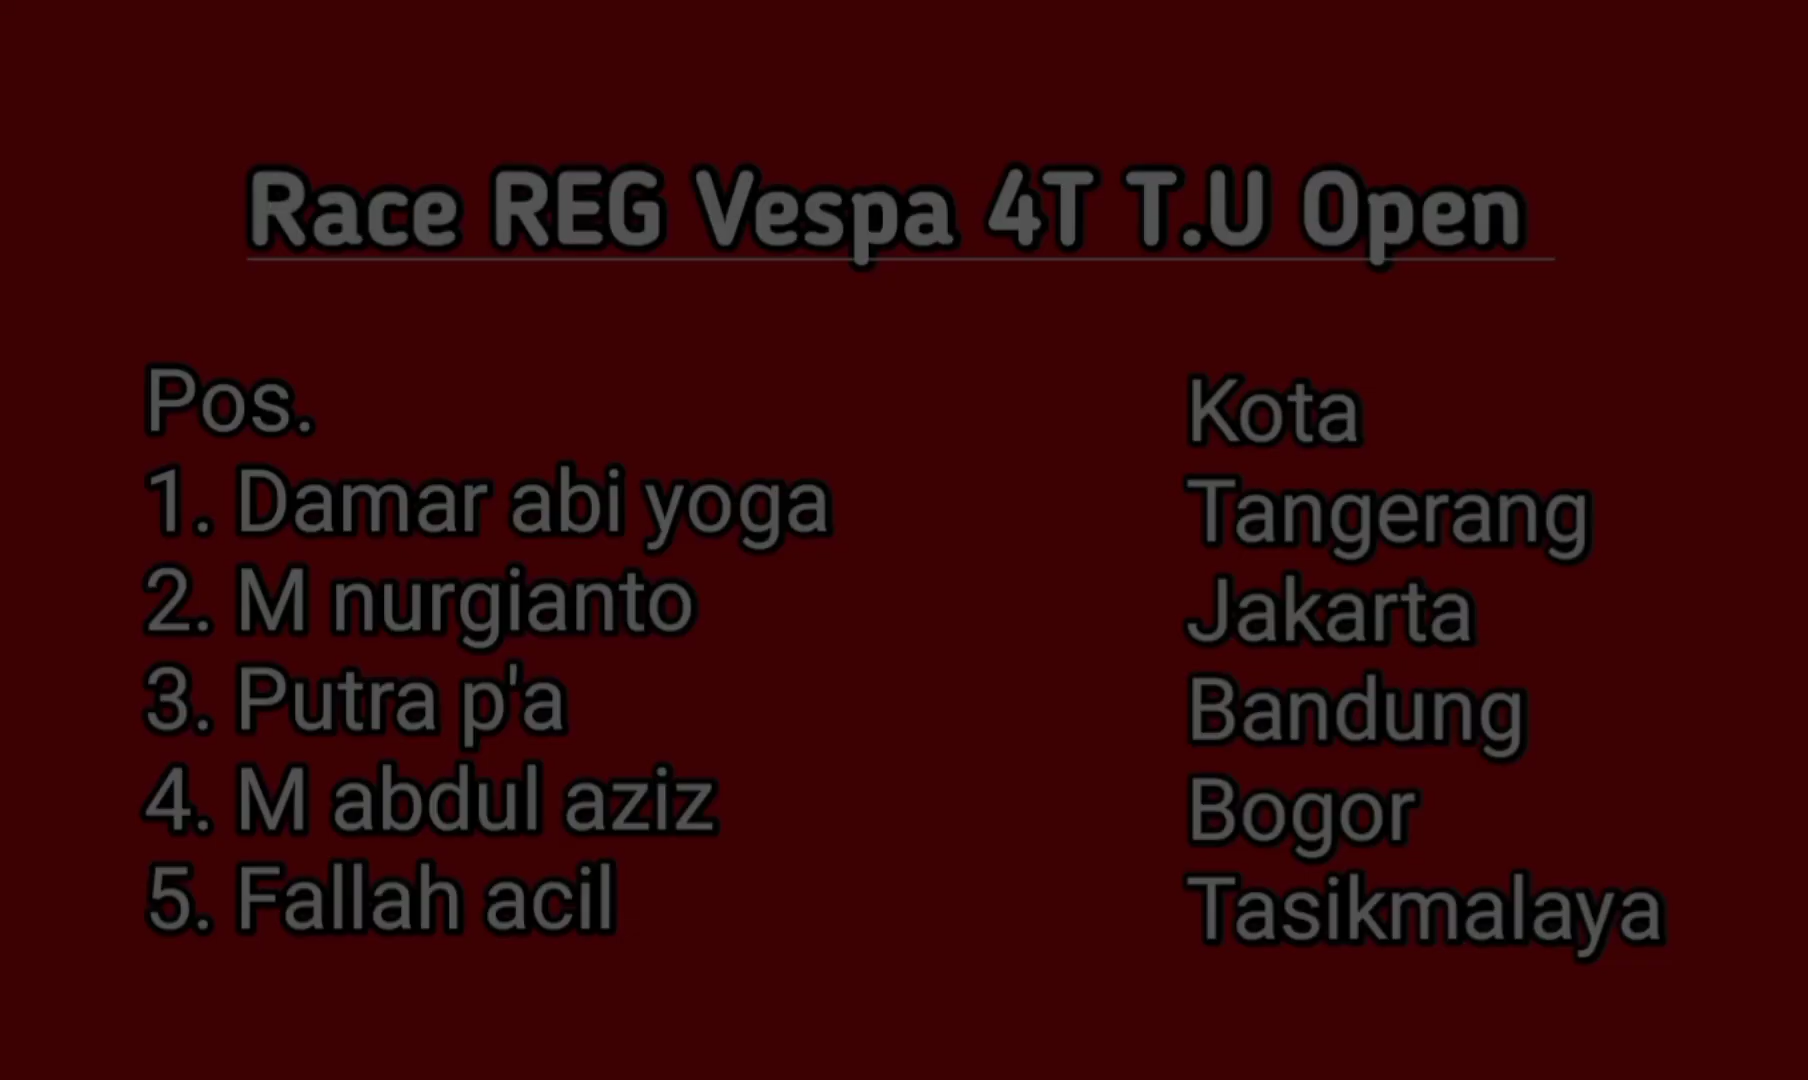 Race REG Vespa 4T T.U Open
Pos. Kota
1. Damar abi yoga Tangerang
2. M nurgianto Jakarta
3. Putra p'a Bandung
4. M abdul aziz Bogor
5. Fallah acil Tasikmalaya